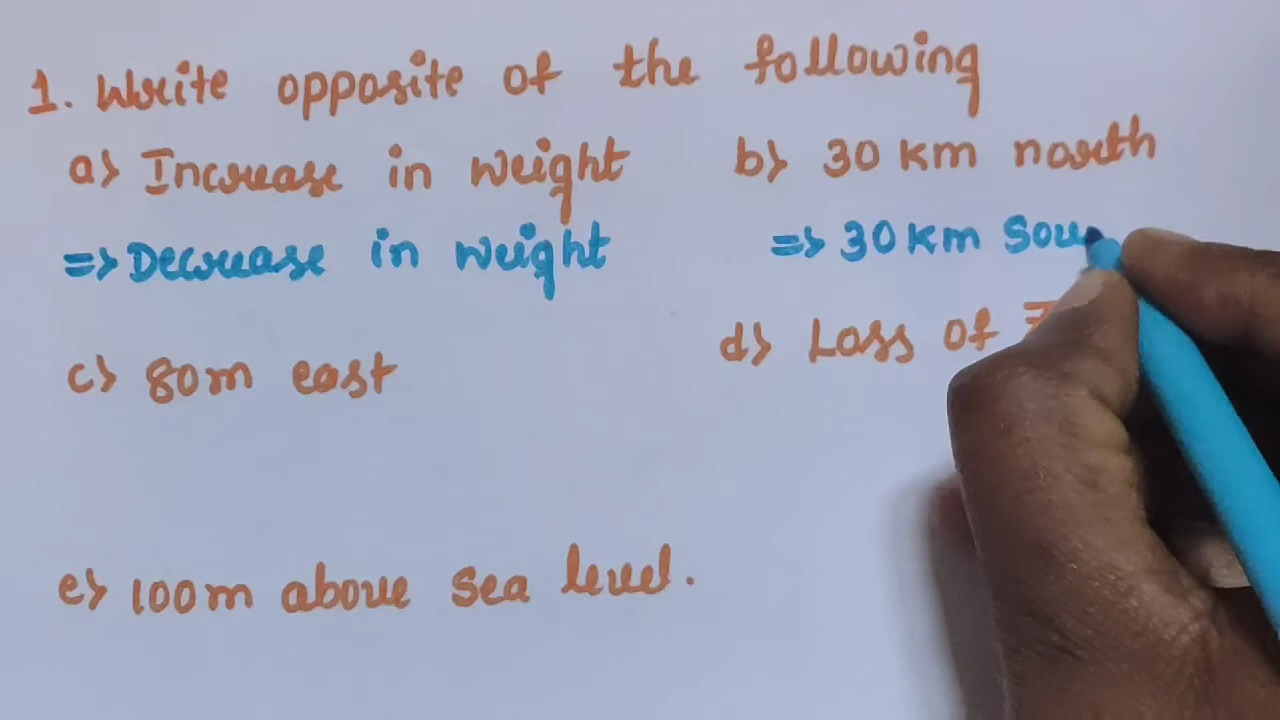 1. Write opposite of the following
a) Increase in weight
b) 30 km north
=> Decrease in weight
=> 30 km Sou
c) 80m east
d) Loss of ₹
e) 100m above Sea level.